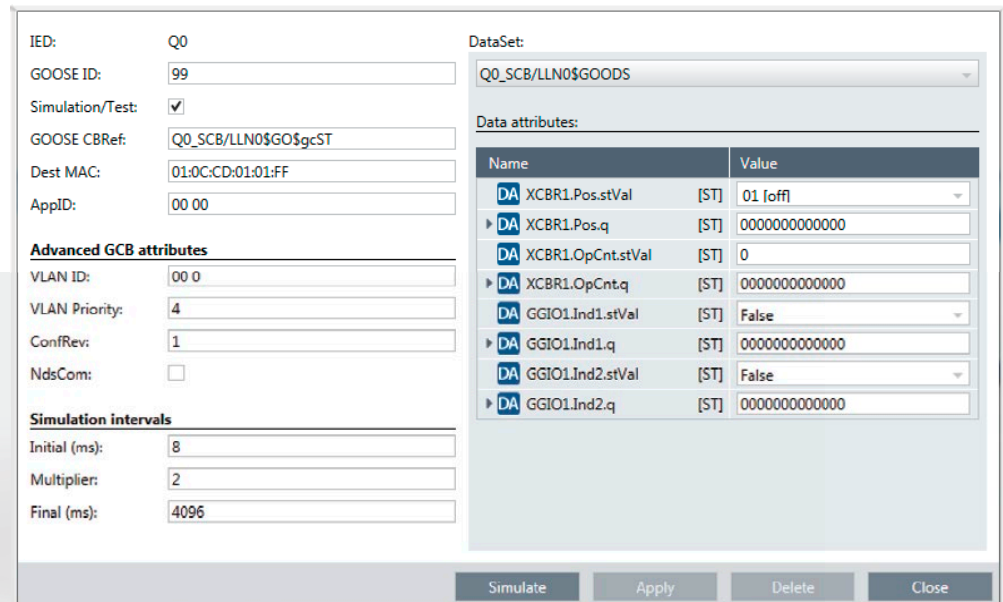 IED: Q0
GOOSE ID: 99
Simulation/Test:
GOOSE CBRef: Q0_SCB/LLN0$GO$gcST
Dest MAC: 01:0C:CD:01:01:FF
AppID: 00 00
Advanced GCB attributes
VLAN ID: 00 0
VLAN Priority: 4
ConfRev: 1
NdsCom:
Simulation intervals
Initial (ms): 8
Multiplier: 2
Final (ms): 4096
DataSet:
Q0_SCB/LLN0$GOODS
Data attributes:
Name Value
DA XCBR1.Pos.stVal [ST] 01 [off]
DA XCBR1.Pos.q [ST] 0000000000000
DA XCBR1.OpCnt.stVal [ST] 0
DA XCBR1.OpCnt.q [ST] 0000000000000
DA GGIO1.Ind1.stVal [ST] False
DA GGIO1.Ind1.q [ST] 0000000000000
DA GGIO1.Ind2.stVal [ST] False
DA GGIO1.Ind2.q [ST] 0000000000000
Simulate Apply Delete Close